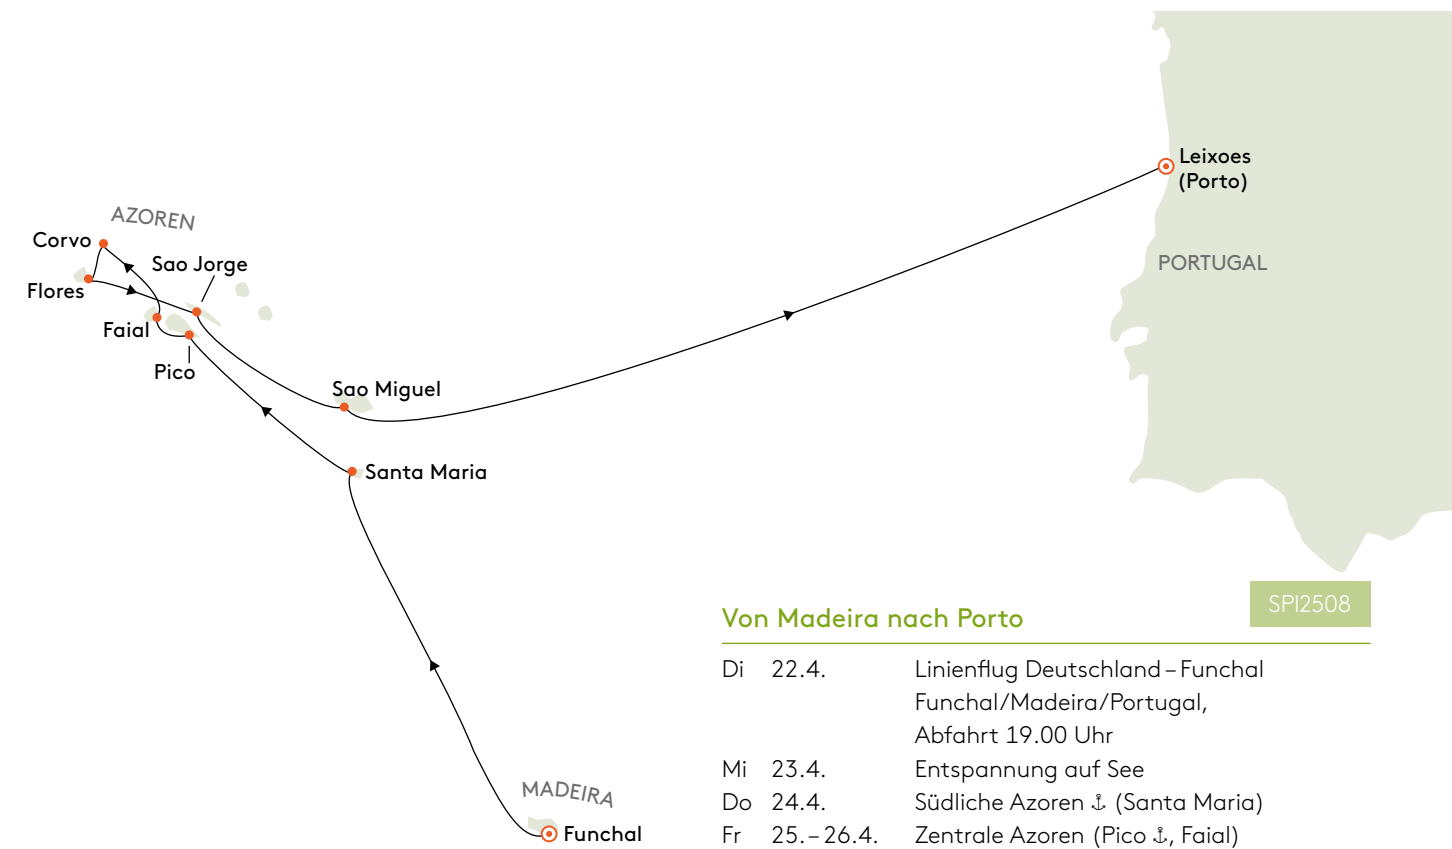 Leixoes
(Porto)
AZOREN
Corvo
Sao Jorge
PORTUGAL
Flores
Faial
Pico
Sao Miguel
Santa Maria
MADEIRA
Funchal
SPI2508
Von Madeira nach Porto
Di 22.4. Linienflug Deutschland – Funchal
Funchal/Madeira/Portugal,
Abfahrt 19.00 Uhr
Mi 23.4. Entspannung auf See
Do 24.4. Südliche Azoren ⚓ (Santa Maria)
Fr 25. – 26.4. Zentrale Azoren (Pico ⚓, Faial)